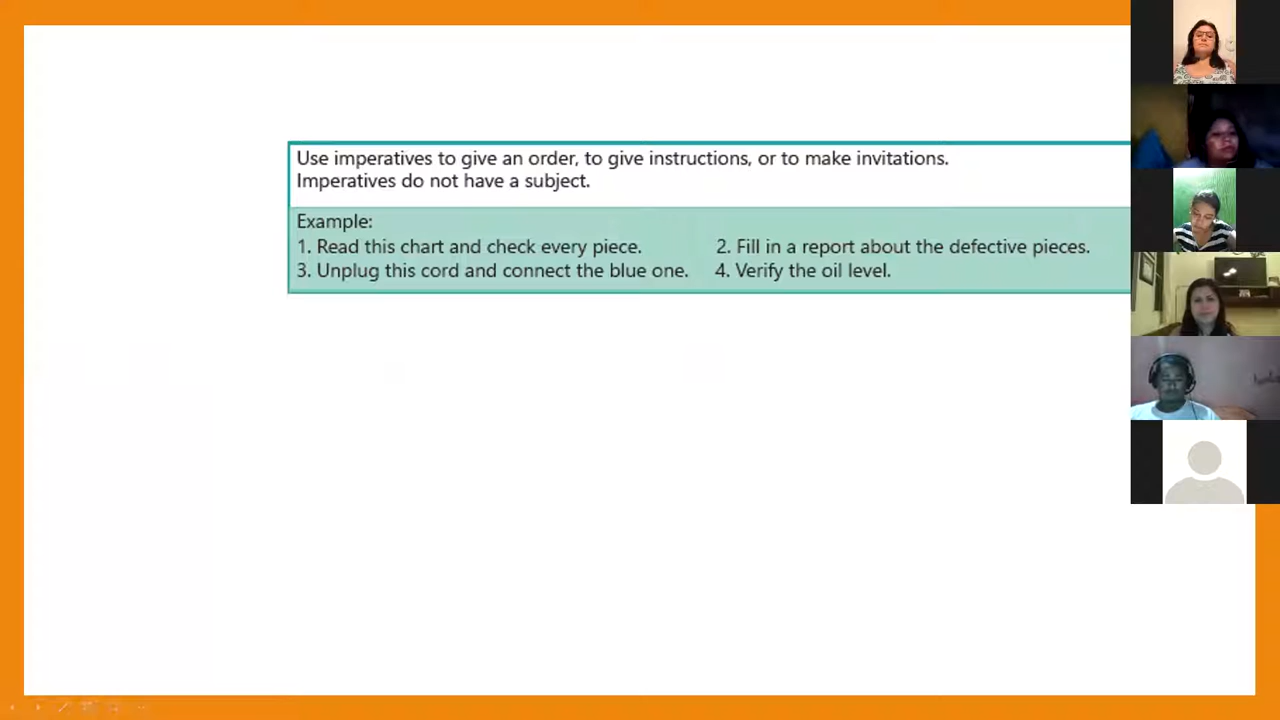 Use imperatives to give an order, to give instructions, or to make invitations.
Imperatives do not have a subject.
Example:
1. Read this chart and check every piece.
2. Fill in a report about the defective pieces.
3. Unplug this cord and connect the blue one.
4. Verify the oil level.